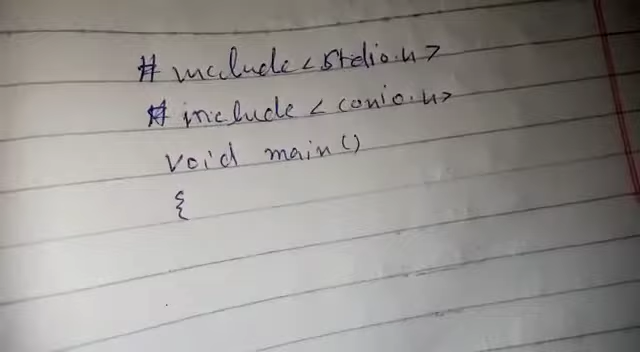 # include < stdio.h>
# include < conio.h>
void main()
{